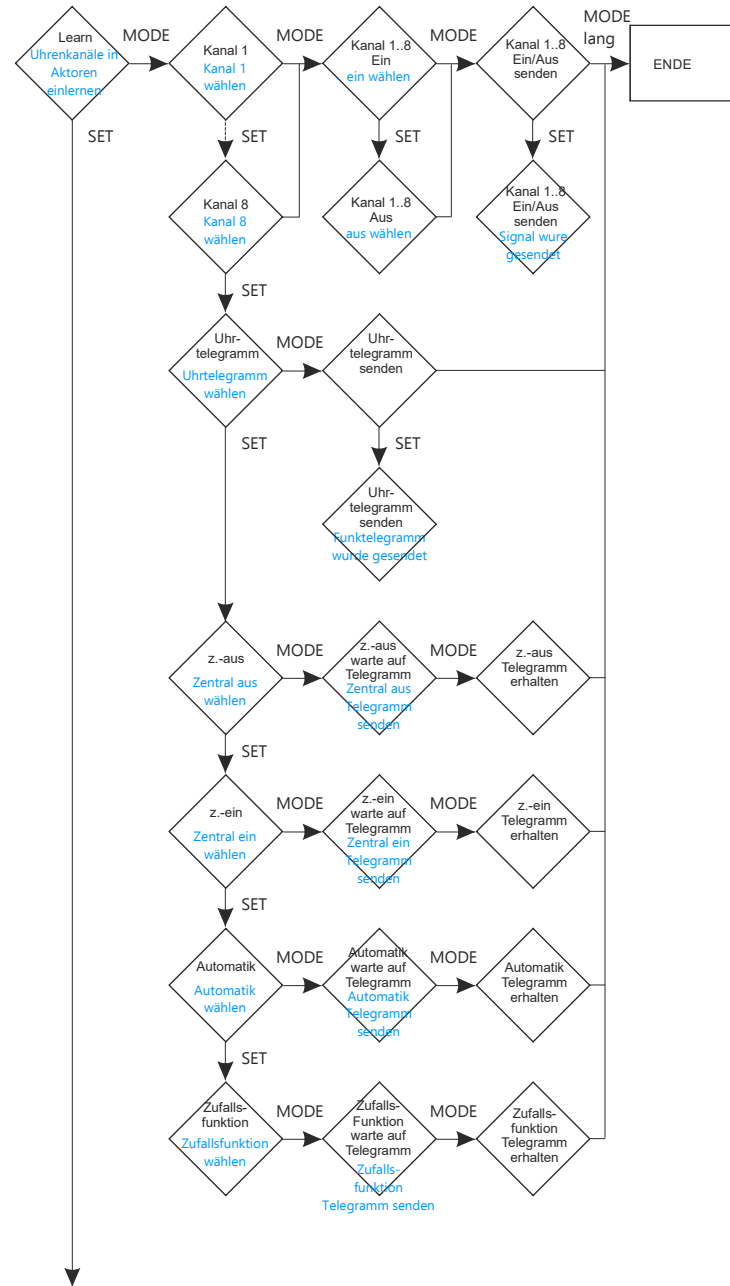 Learn
Uhrenkanäle in
Aktoren
einlernen
MODE
Kanal 1
Kanal 1
wählen
MODE
Kanal 1..8
Ein
ein wählen
MODE
Kanal 1..8
Ein/Aus
senden
MODE
lang
ENDE
SET
SET
SET
SET
Kanal 8
Kanal 8
wählen
Kanal 1..8
Aus
aus wählen
Kanal 1..8
Ein/Aus
senden
Signal wure
gesendet
SET
Uhr-
telegramm
Uhrtelegramm
wählen
MODE
Uhr-
telegramm
senden
SET
SET
Uhr-
telegramm
senden
Funktelegramm
wurde gesendet
z.-aus
Zentral aus
wählen
MODE
z.-aus
warte auf
Telegramm
Zentral aus
Telegramm
senden
MODE
z.-aus
Telegramm
erhalten
SET
z.-ein
Zentral ein
wählen
MODE
z.-ein
warte auf
Telegramm
Zentral ein
Telegramm
senden
MODE
z.-ein
Telegramm
erhalten
SET
Automatik
Automatik
wählen
MODE
Automatik
warte auf
Telegramm
Automatik
Telegramm
senden
MODE
Automatik
Telegramm
erhalten
SET
Zufalls-
funktion
Zufallsfunktion
wählen
MODE
Zufalls-
Funktion
warte auf
Telegramm
Zufalls-
funktion
Telegramm senden
MODE
Zufalls-
funktion
Telegramm
erhalten